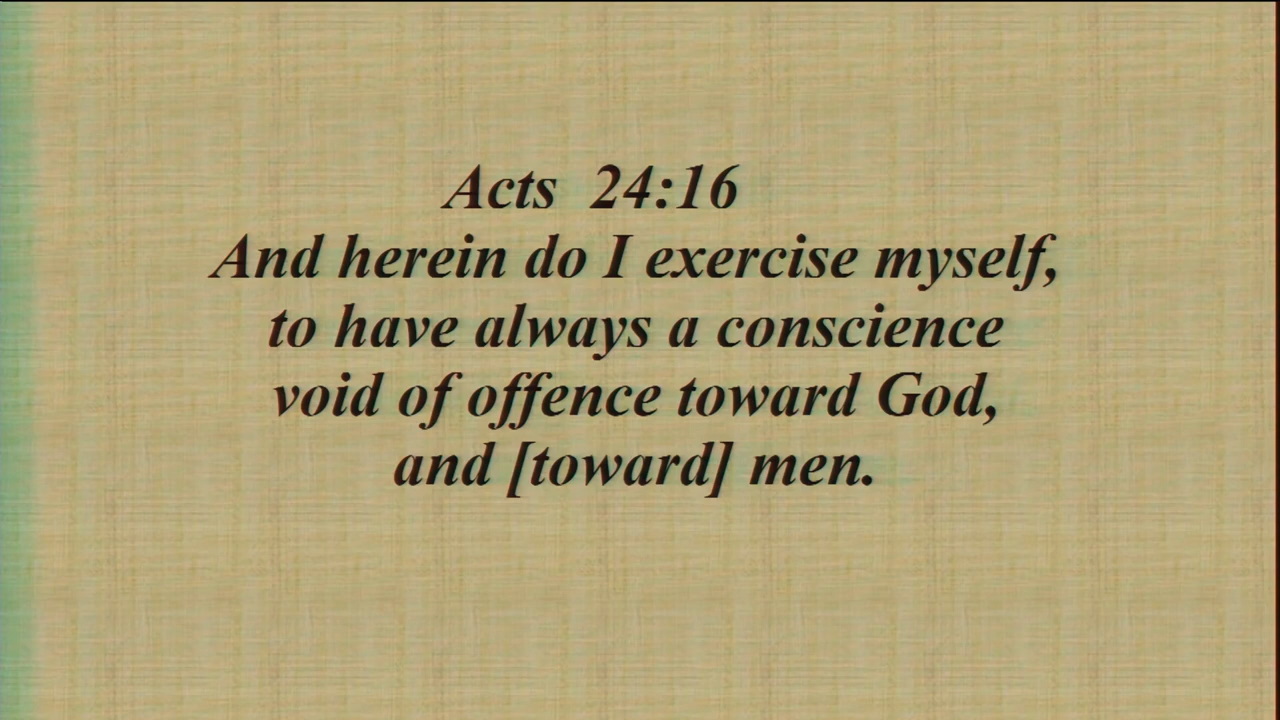 Acts 24:16
And herein do I exercise myself,
to have always a conscience
void of offence toward God,
and [toward] men.